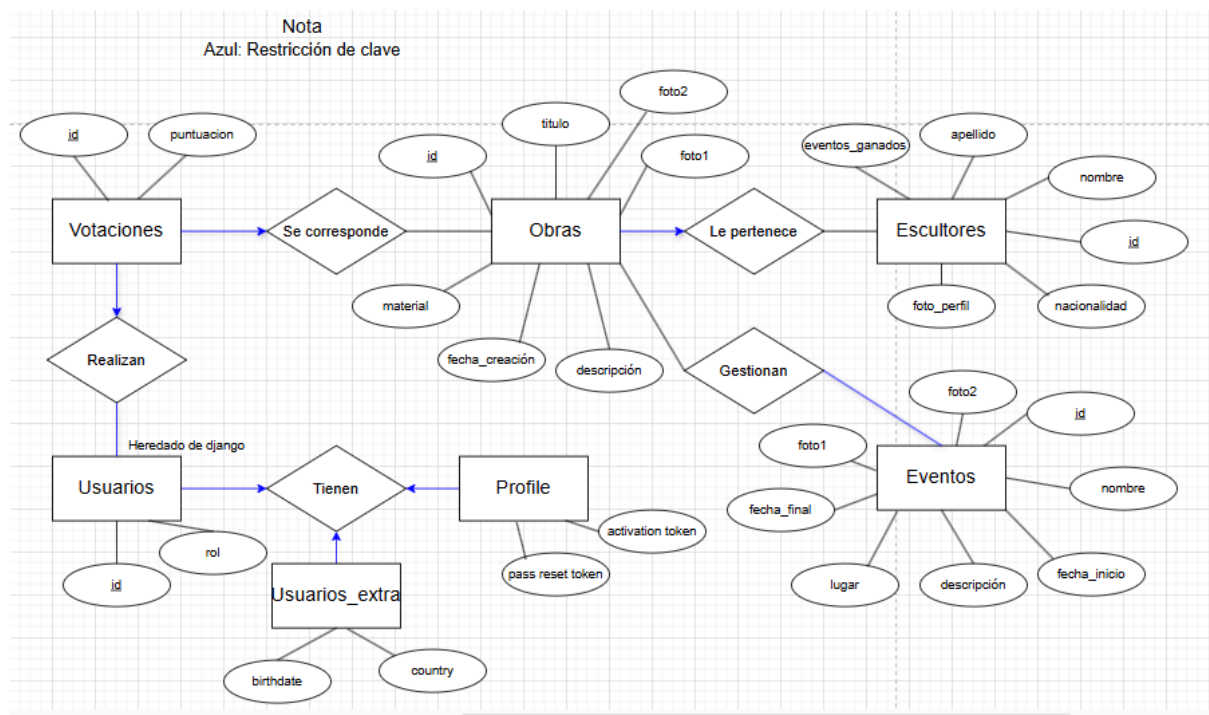 Nota
Azul: Restricción de clave
foto2
titulo
id
puntuacion
id
foto1
eventos_ganados
apellido
nombre
Votaciones
Se corresponde
Obras
Le pertenece
Escultores
id
material
foto_perfil
nacionalidad
fecha_creación
descripción
Realizan
Gestionan
foto2
id
foto1
Heredado de django
Usuarios
Tienen
Profile
Eventos
nombre
fecha_final
activation token
rol
id
pass reset token
lugar
descripción
fecha_inicio
Usuarios_extra
birthdate
country